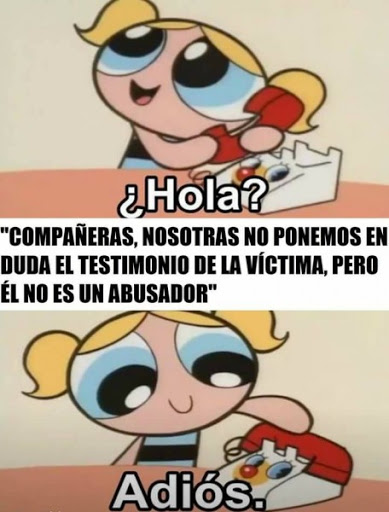 ¿Hola?
"COMPAÑERAS, NOSOTRAS NO PONEMOS EN
DUDA EL TESTIMONIO DE LA VÍCTIMA, PERO
ÉL NO ES UN ABUSADOR"
Adiós.